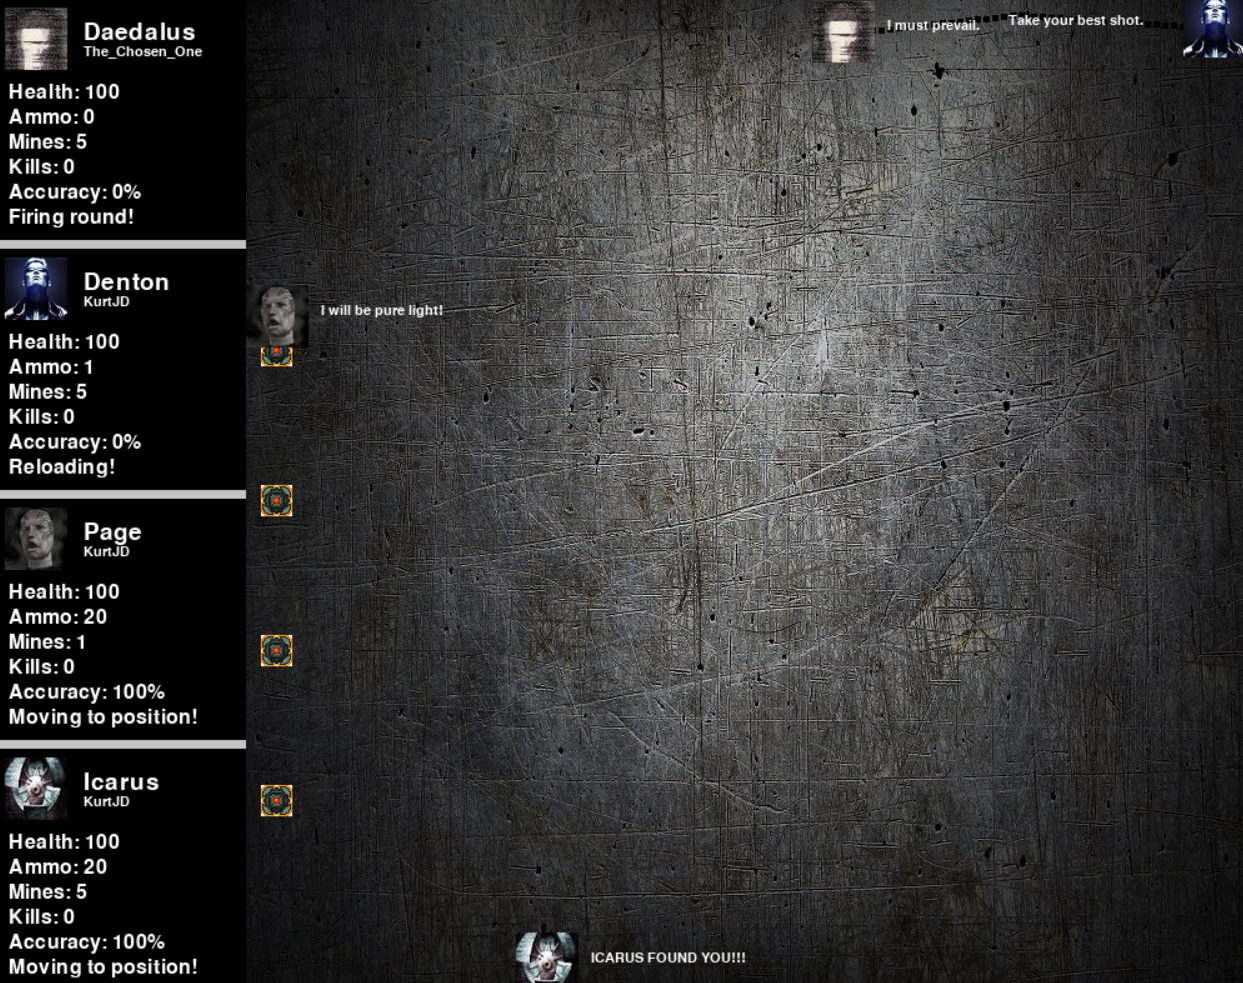 Daedalus
The_Chosen_One
Health: 100
Ammo: 0
Mines: 5
Kills: 0
Accuracy: 0%
Firing round!
Denton
KurtJD
Health: 100
Ammo: 1
Mines: 5
Kills: 0
Accuracy: 0%
Reloading!
Page
KurtJD
Health: 100
Ammo: 20
Mines: 1
Kills: 0
Accuracy: 100%
Moving to position!
Icarus
KurtJD
Health: 100
Ammo: 20
Mines: 5
Kills: 0
Accuracy: 100%
Moving to position!
I must prevail.
Take your best shot.
I will be pure light!
ICARUS FOUND YOU!!!